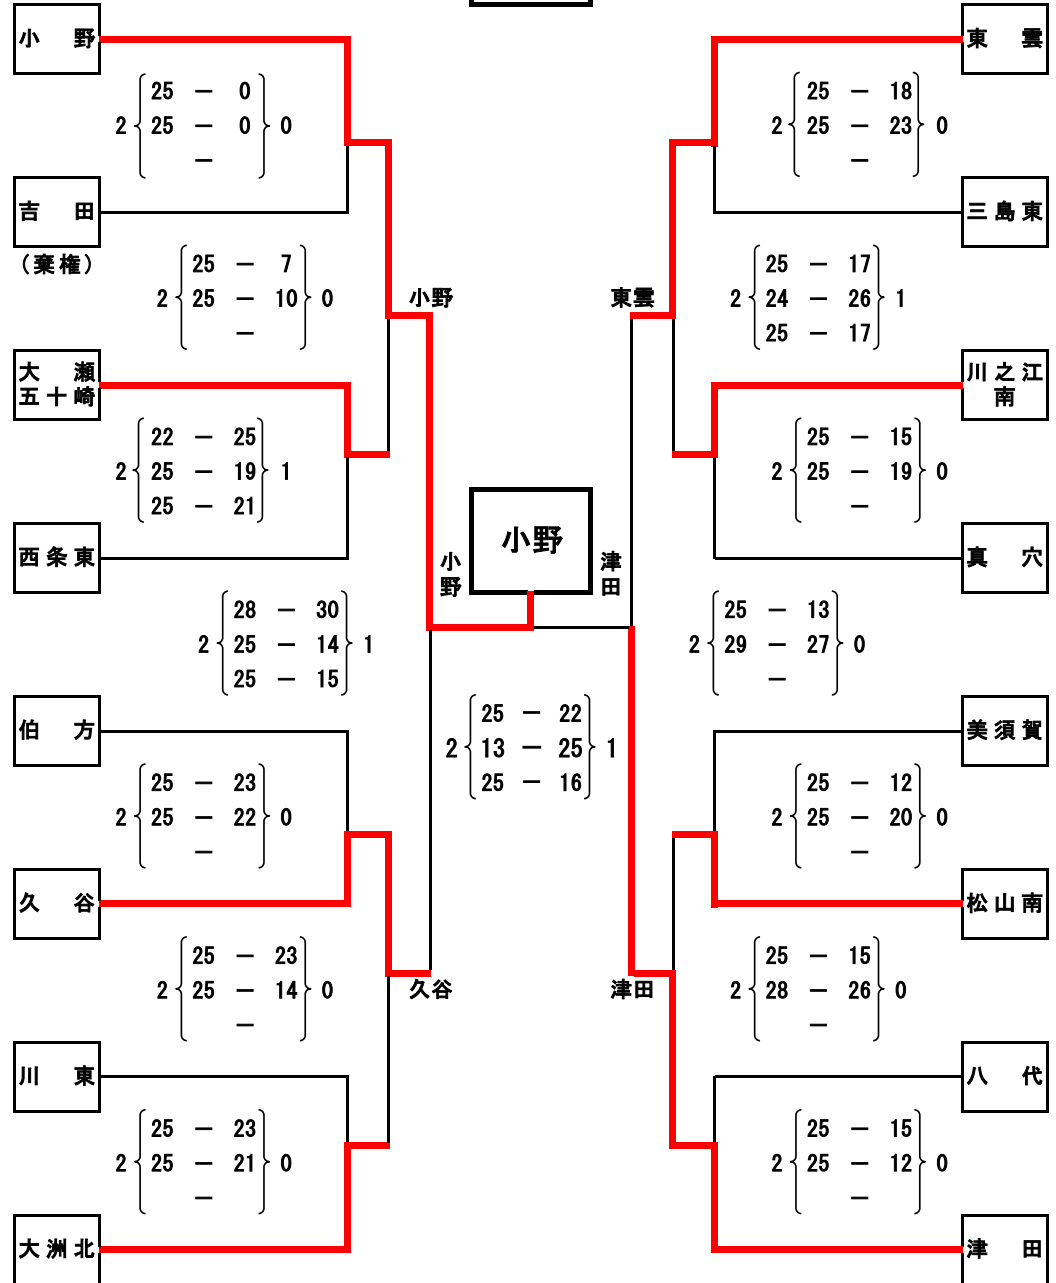 小 野
25 － 0
2 25 － 0 0
－
吉 田
（棄権）
25 － 7
2 25 － 10 0
－
小野
大 瀬
五十崎
22 － 25
2 25 － 19 1
25 － 21
西条東
28 － 30
2 25 － 14 1
25 － 15
伯 方
25 － 23
2 25 － 22 0
－
久 谷
25 － 23
2 25 － 14 0
－
久谷
川 東
25 － 23
2 25 － 21 0
－
大洲北
小野
小野
津田
25 － 22
2 13 － 25 1
25 － 16
東 雲
25 － 18
2 25 － 23 0
－
三島東
東雲
25 － 17
2 24 － 26 1
25 － 17
川之江
南
25 － 15
2 25 － 19 0
－
真 穴
25 － 13
2 29 － 27 0
－
美須賀
25 － 12
2 25 － 20 0
－
松山南
25 － 15
2 28 － 26 0
－
津田
八 代
25 － 15
2 25 － 12 0
－
津 田